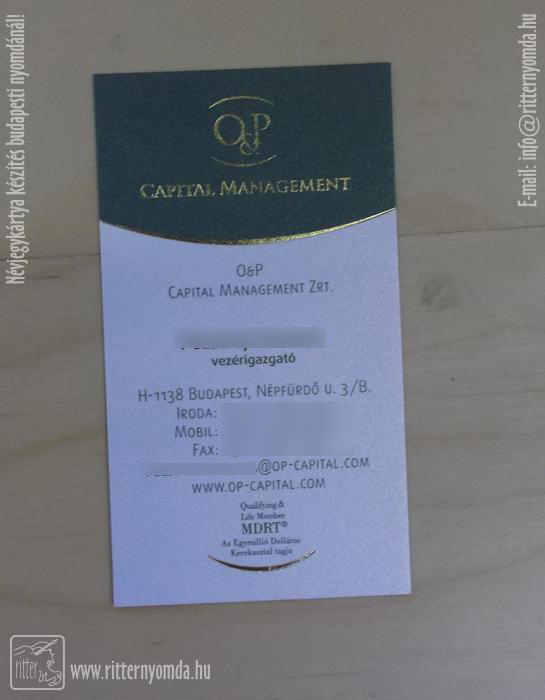 Névjegykártya készítés budapesti nyomdánál!
E-mail: info@ritternyomda.hu
O&P
CAPITAL MANAGEMENT
O&P
CAPITAL MANAGEMENT ZRT.
vezérigazgató
H-1138 BUDAPEST, NÉPFÜRDŐ U. 3/B.
IRODA:
MOBIL:
FAX:
@OP-CAPITAL.COM
WWW.OP-CAPITAL.COM
Qualifying &
Life Member
MDRT®
Az Egymillió Dolláros
Kerekasztal tagja
ritter Zrt.
www.ritternyomda.hu